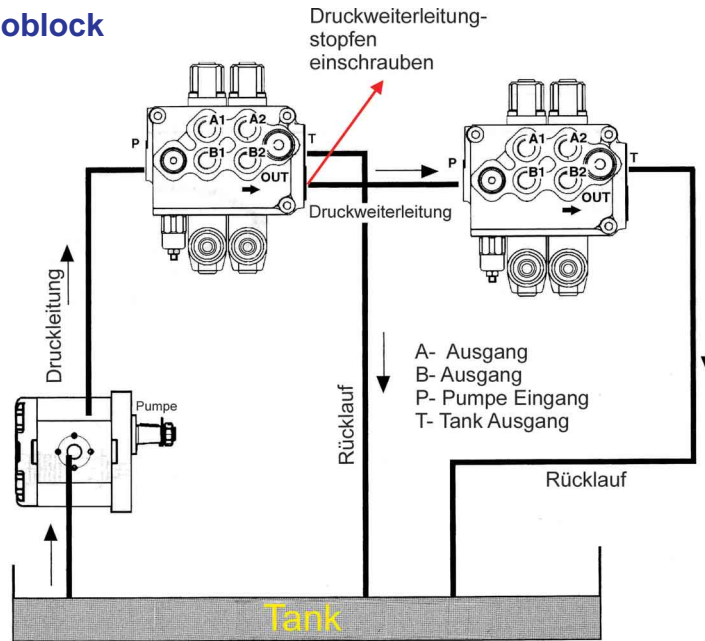 oblock
Druckweiterleitung-
stopfen
einschrauben
A1 A2
P
T
B1 B2
OUT
A1 A2
P
T
B1 B2
OUT
Druckweiterleitung
Druckleitung
Pumpe
Rücklauf
A- Ausgang
B- Ausgang
P- Pumpe Eingang
T- Tank Ausgang
Rücklauf
Tank